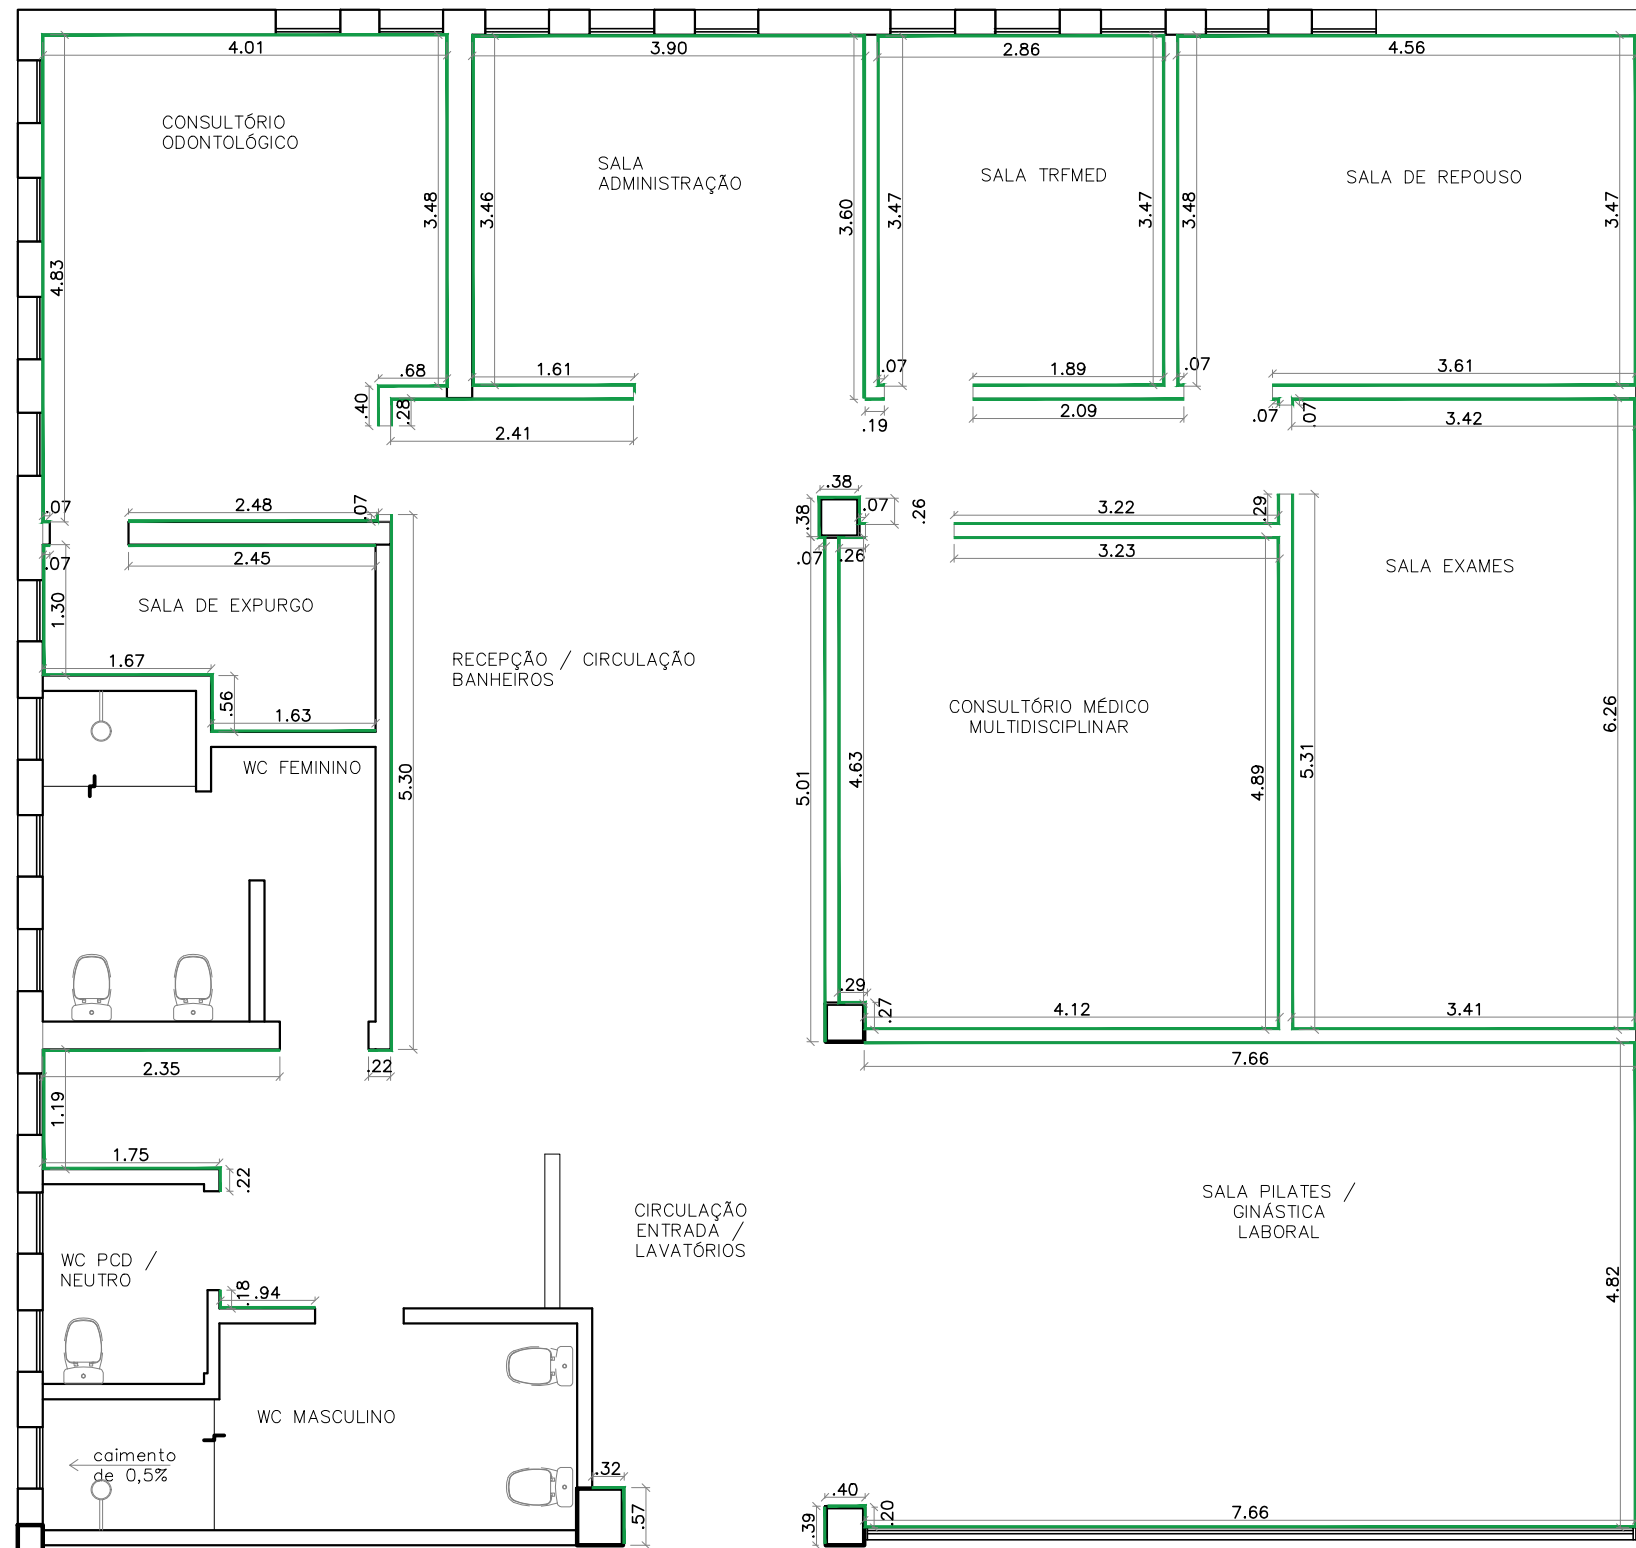 4.01
3.90
2.86
4.56
CONSULTÓRIO
ODONTOLÓGICO
SALA
ADMINISTRAÇÃO
SALA TRFMED
SALA DE REPOUSO
4.83
3.48
3.46
3.60
3.47
3.47
3.48
3.47
.68
1.61
.07
1.89
.07
3.61
.40
.28
2.41
.19
2.09
.07
.07
3.42
.07
2.48
.07
.38
.38
.07
.26
3.22
.29
.07
2.45
.07
.26
3.23
1.30
SALA DE EXPURGO
SALA EXAMES
1.67
.56
1.63
RECEPÇÃO / CIRCULAÇÃO
BANHEIROS
CONSULTÓRIO MÉDICO
MULTIDISCIPLINAR
6.26
WC FEMININO
5.30
5.01
4.63
4.89
5.31
.29
.27
4.12
3.41
2.35
.22
7.66
1.19
1.75
.22
CIRCULAÇÃO
ENTRADA /
LAVATÓRIOS
SALA PILATES /
GINÁSTICA
LABORAL
WC PCD /
NEUTRO
.18
.94
4.82
WC MASCULINO
caimento
de 0,5%
.32
.57
.40
.39
.20
7.66